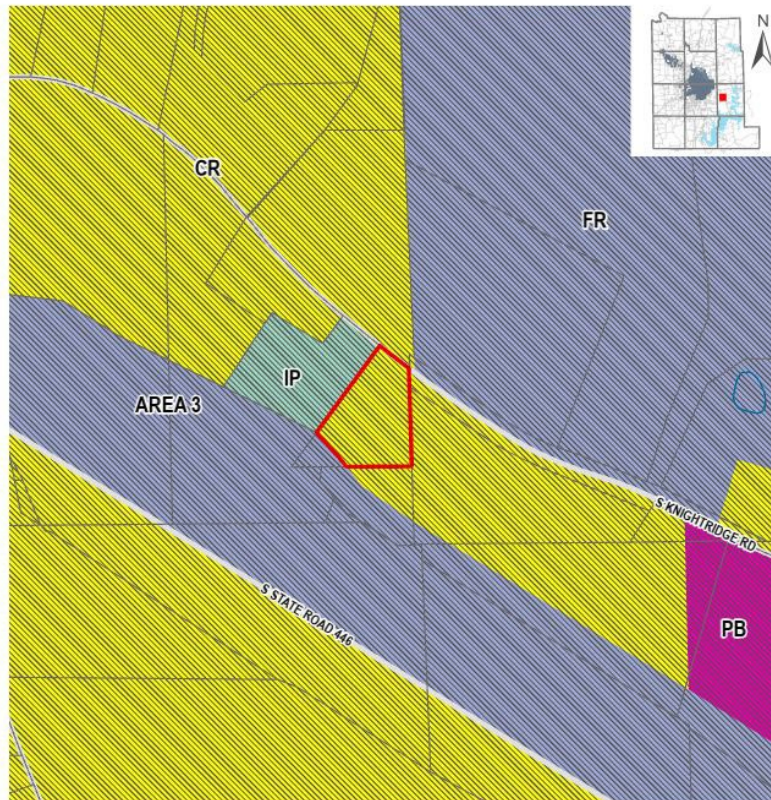 N
CR
FR
IP
AREA 3
S KNIGHTRIDGE RD
S STATE ROAD 446
PB